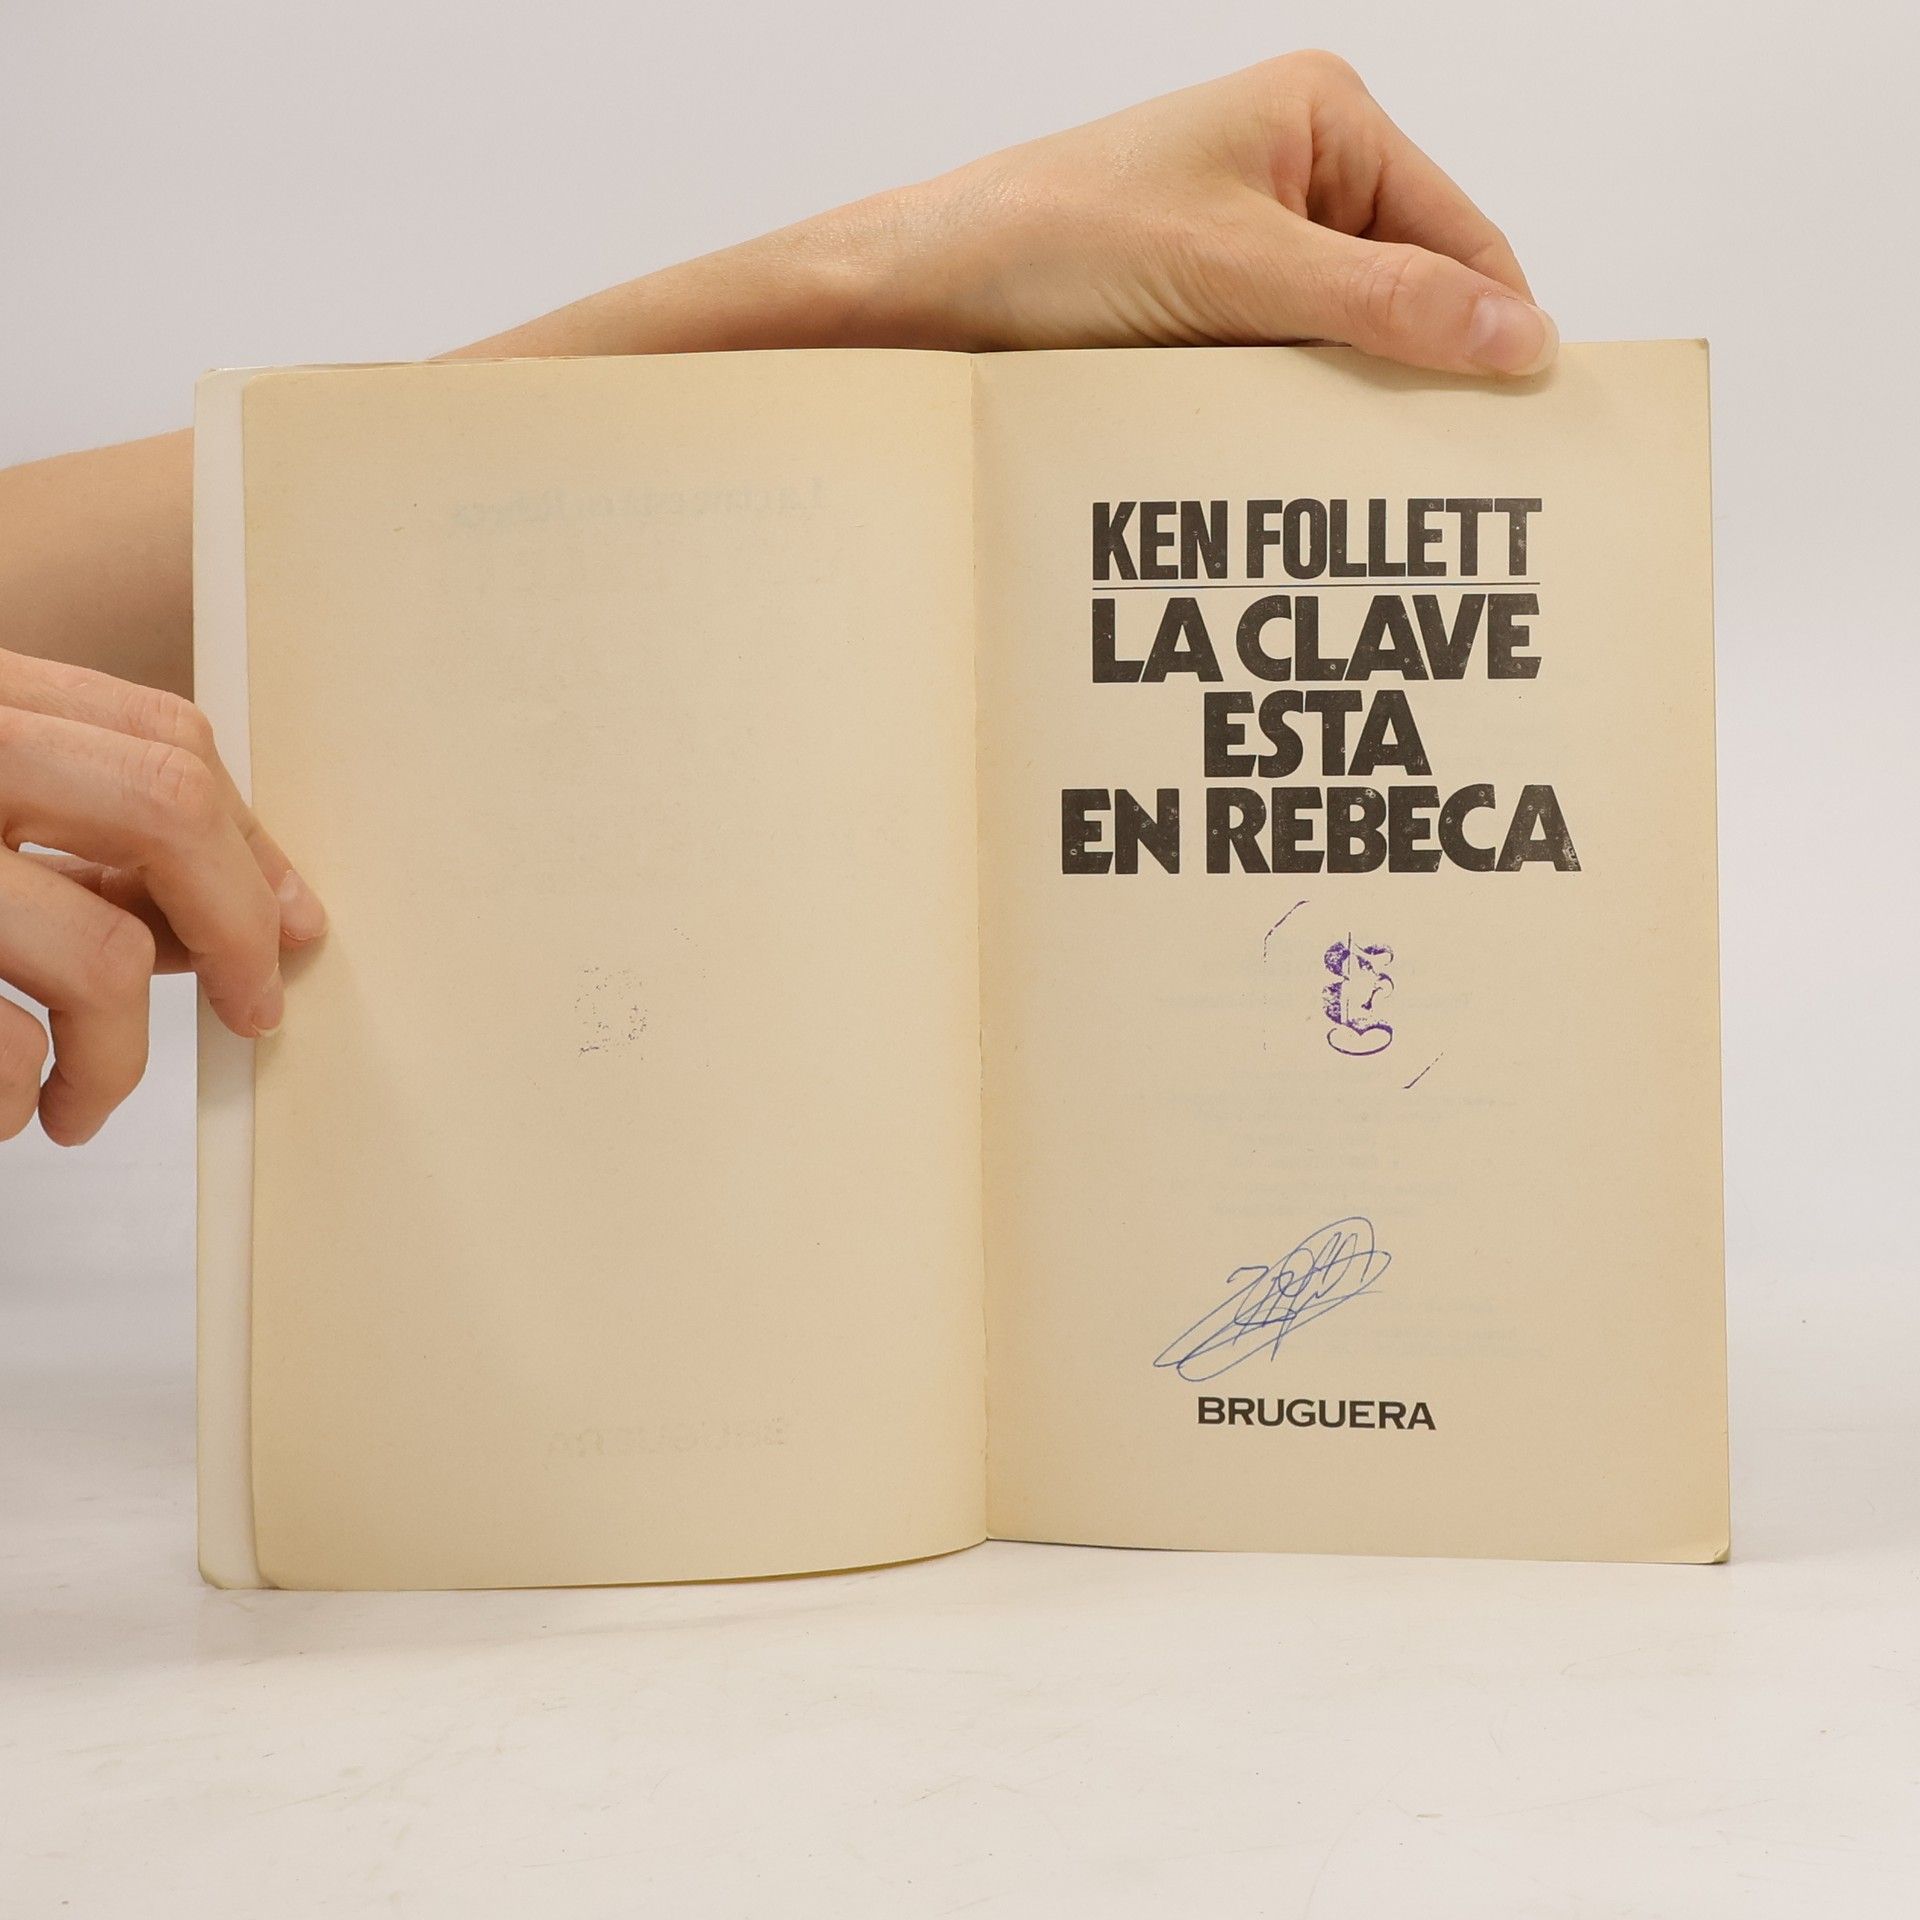 KEN FOLLETT
LA CLAVE
ESTA
EN REBECA
BRUGUERA